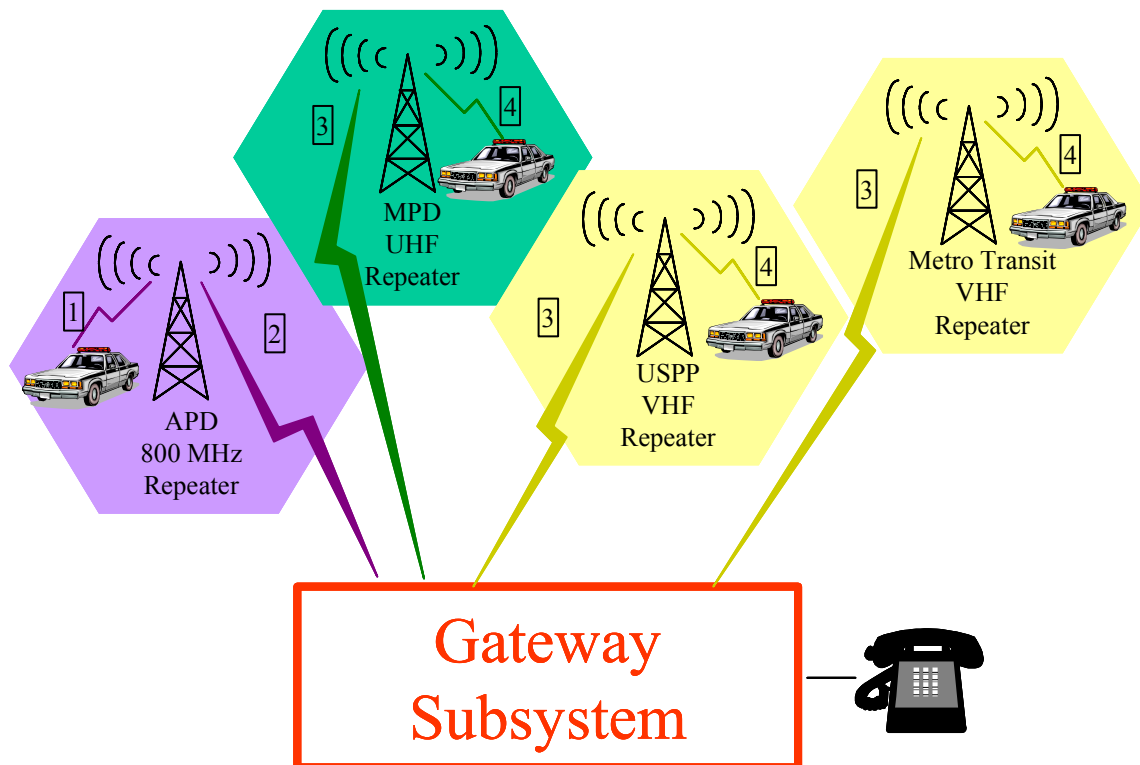 3
4
MPD
UHF
Repeater
1
2
APD
800 MHz
Repeater
3
4
USPP
VHF
Repeater
3
4
Metro Transit
VHF
Repeater
Gateway
Subsystem